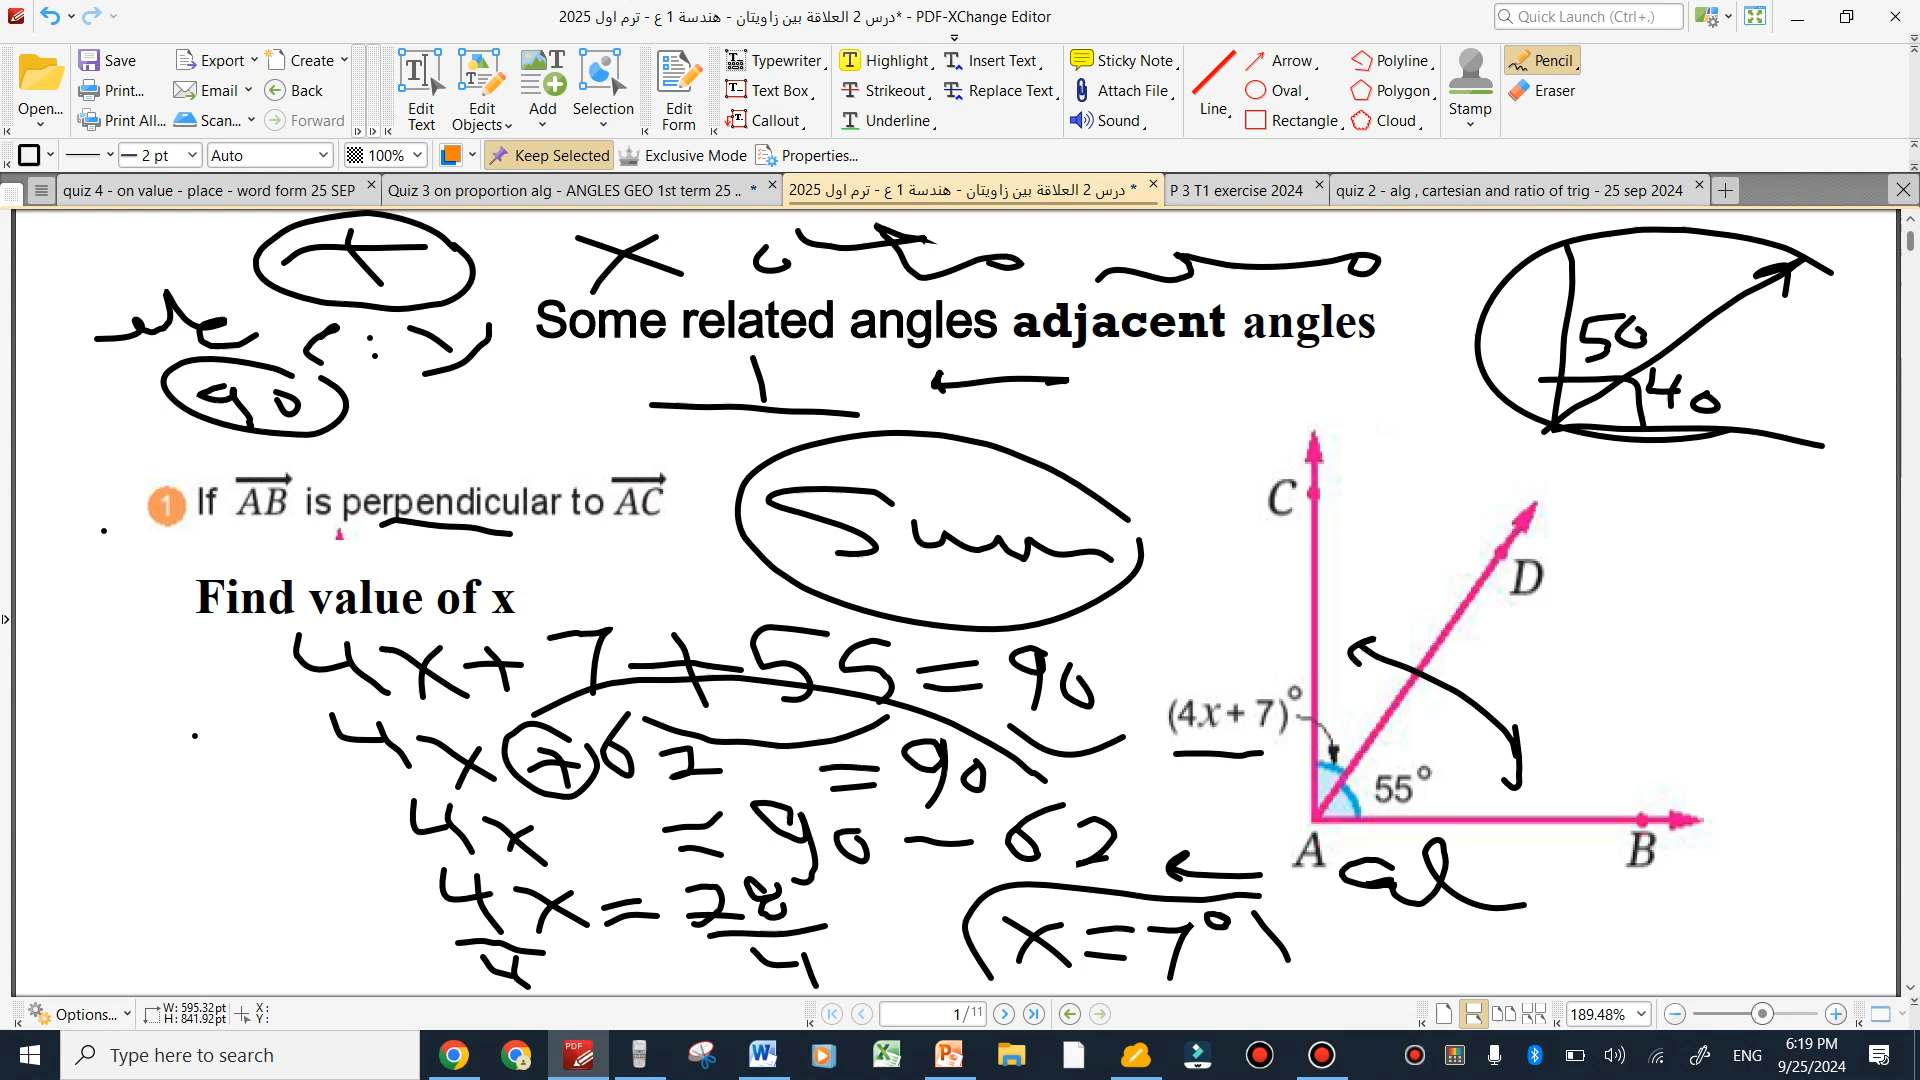 درس 2 العلاقة بين زاويتان - هندسة 1 ع - ترم اول 2025* - PDF-XChange Editor
Quick Launch (Ctrl+.)
Open...
Save
Print...
Print All...
Export
Email
Scan...
Create
Back
Forward
Edit Text
Edit Objects
Add
Selection
Edit Form
Typewriter
Text Box
Callout
Highlight
Strikeout
Underline
Insert Text
Replace Text
Sticky Note
Attach File
Sound
Line
Arrow
Oval
Rectangle
Polyline
Polygon
Cloud
Stamp
Pencil
Eraser
2 pt
Auto
100%
Keep Selected
Exclusive Mode
Properties...
quiz 4 - on value - place - word form 25 SEP
Quiz 3 on proportion alg - ANGLES GEO 1st term 25 .. *
درس 2 العلاقة بين زاويتان - هندسة 1 ع - ترم اول 2025 *
P 3 T1 exercise 2024
quiz 2 - alg , cartesian and ratio of trig - 25 sep 2024
Some related angles adjacent angles
50
40
90
1 If AB is perpendicular to AC
Sum
Find value of x
4x + 7 + 55 = 90
4x + 62 = 90
4x = 90 - 62
4x = 28
4 4
x = 7°
C
D
(4x + 7)°
55°
A
B
Options...
W: 595.32pt
H: 841.92pt
X:
Y:
1 / 11
189.48%
Type here to search
ENG
6:19 PM
9/25/2024